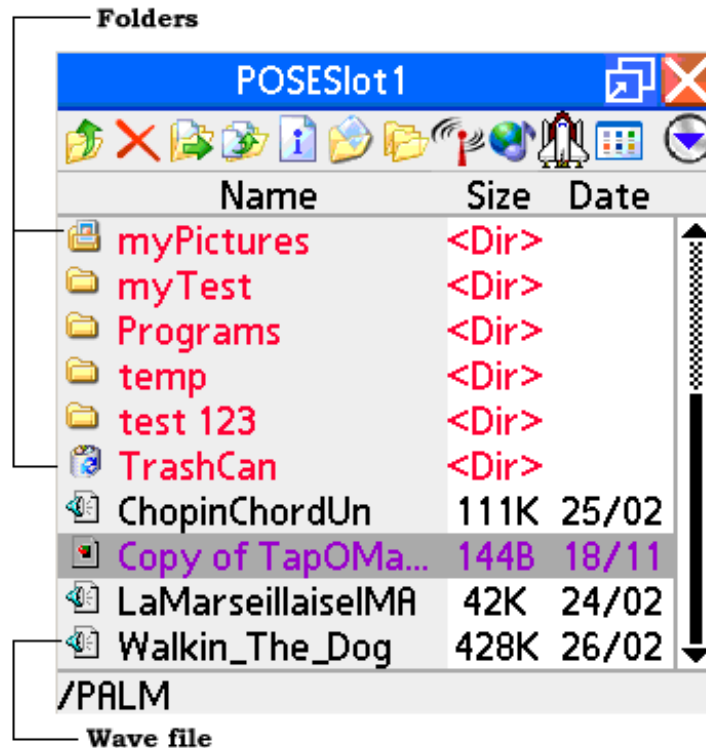 Folders
POSESlot1
Name Size Date
myPictures <Dir>
myTest <Dir>
Programs <Dir>
temp <Dir>
test 123 <Dir>
TrashCan <Dir>
ChopinChordUn 111K 25/02
Copy of TapOMa... 144B 18/11
LaMarseillaiseIMA 42K 24/02
Walkin_The_Dog 428K 26/02
/PALM
Wave file